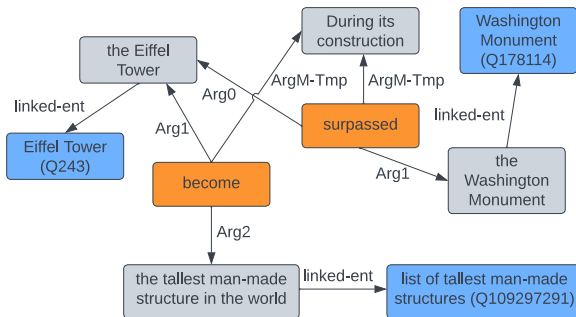 During its
construction
Washington
Monument
(Q178114)
the Eiffel
Tower
ArgM-Tmp
ArgM-Tmp
linked-ent
Arg0
linked-ent
Arg1
surpassed
Eiffel Tower
(Q243)
become
Arg1
the
Washington
Monument
Arg2
the tallest man-made
structure in the world
linked-ent
list of tallest man-made
structures (Q109297291)